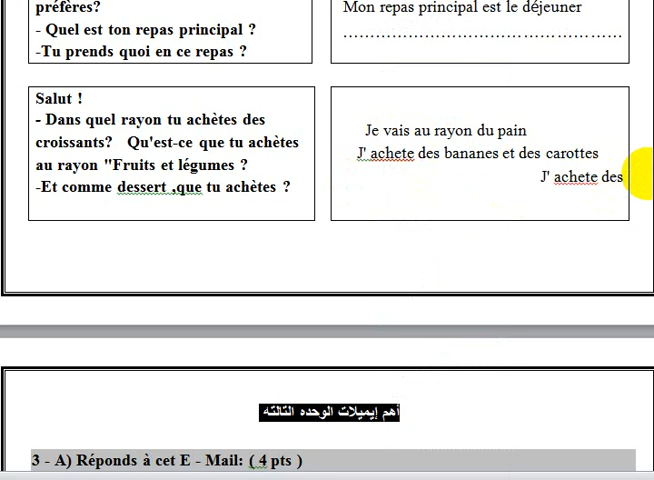 préfères?
- Quel est ton repas principal ?
-Tu prends quoi en ce repas ?
Mon repas principal est le déjeuner
......................................................
Salut !
- Dans quel rayon tu achètes des
croissants? Qu'est-ce que tu achètes
au rayon "Fruits et légumes ?
-Et comme dessert ,que tu achètes ?
Je vais au rayon du pain
J' achete des bananes et des carottes
J' achete des
أهم إيميلات الوحده الثالثه
3 - A) Réponds à cet E - Mail: ( 4 pts )